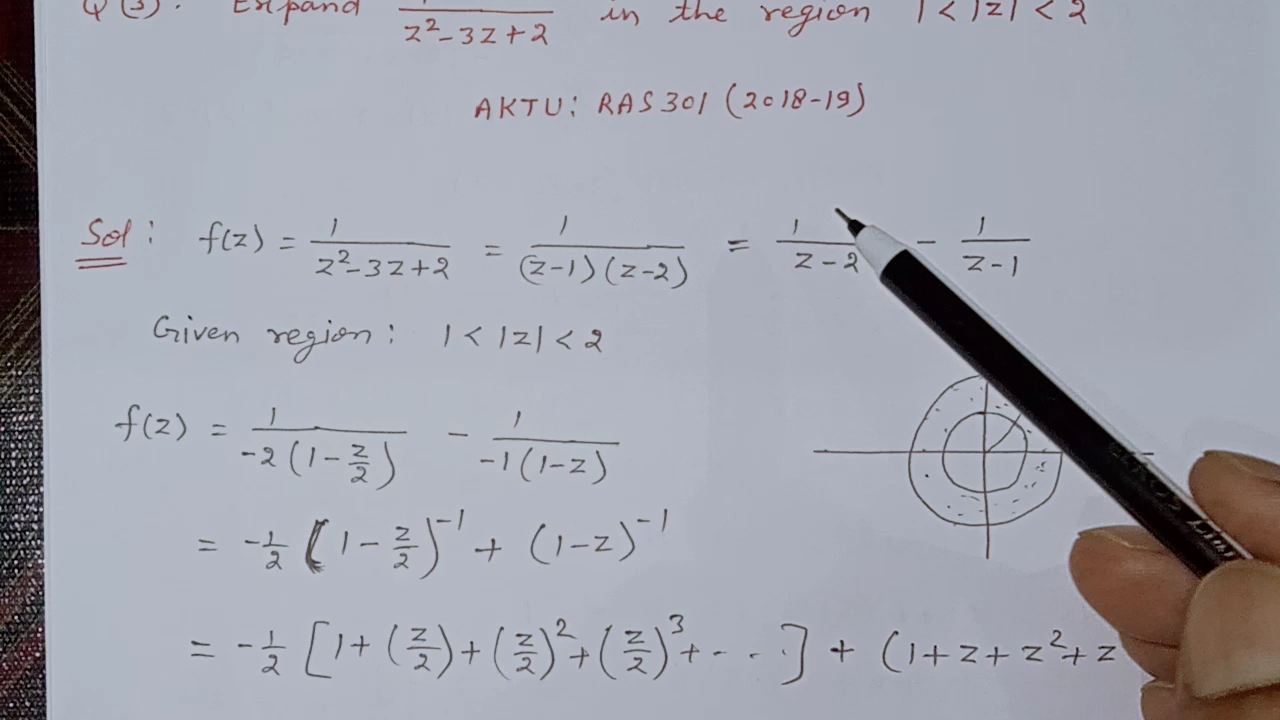 Q (3). Expand 1/(z²-3z+2) in the region 1 < |z| < 2
AKTU: RAS301 (2018-19)
Sol: f(z) = 1/(z²-3z+2) = 1/((z-1)(z-2)) = 1/(z-2) - 1/(z-1)
Given region: 1 < |z| < 2
f(z) = 1/(-2(1-z/2)) - 1/(-1(1-z))
= -1/2 (1-z/2)⁻¹ + (1-z)⁻¹
= -1/2 [1+(z/2)+(z/2)²+(z/2)³+....] + (1+z+z²+z